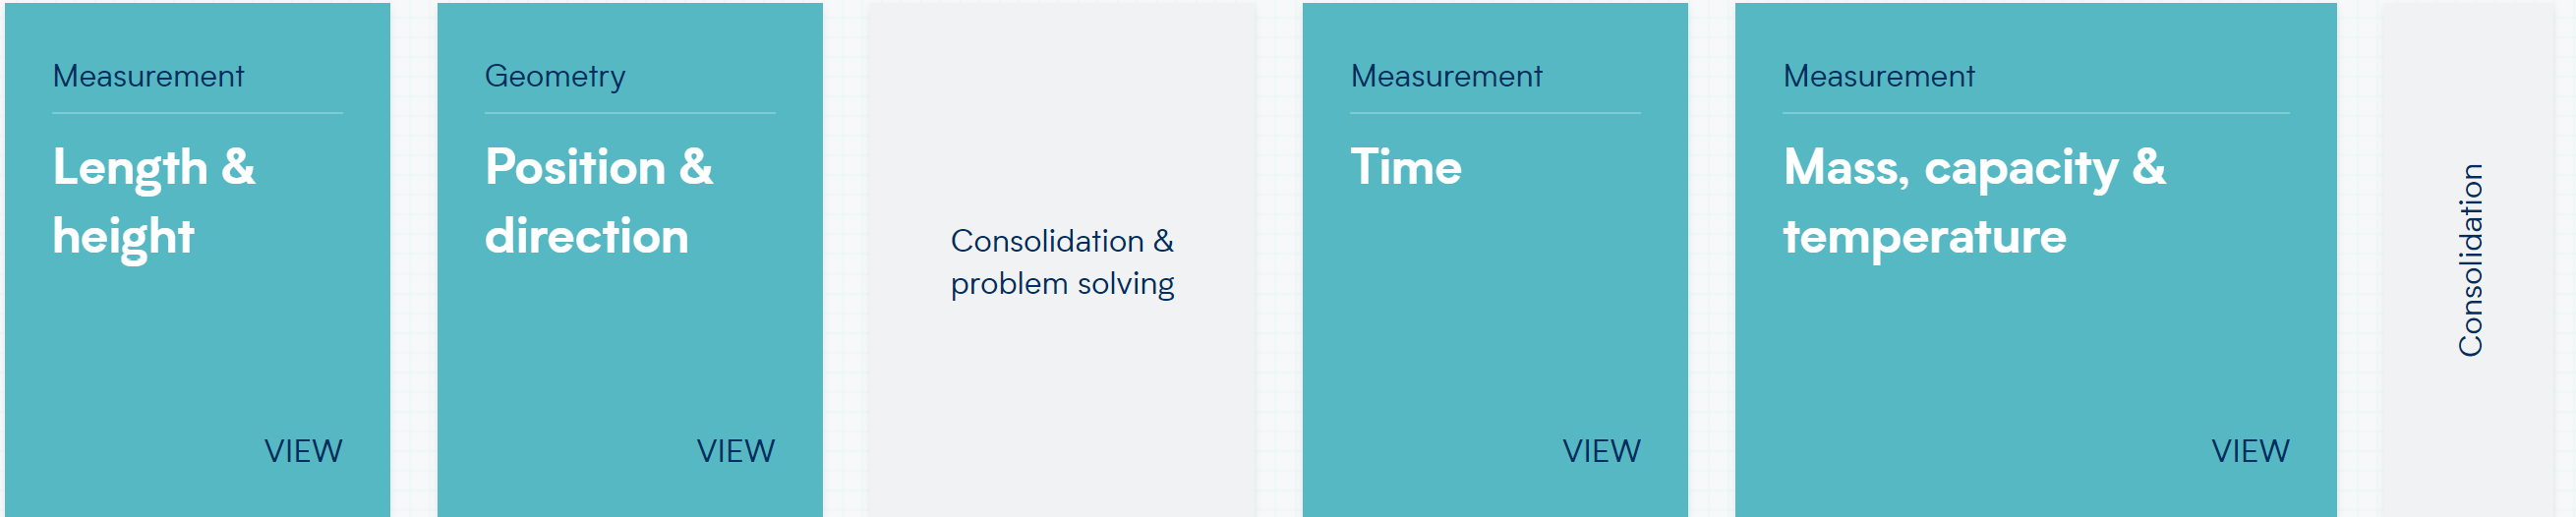 Measurement
Length &
height
VIEW
Geometry
Position &
direction
VIEW
Consolidation &
problem solving
Measurement
Time
VIEW
Measurement
Mass, capacity &
temperature
VIEW
Consolidation